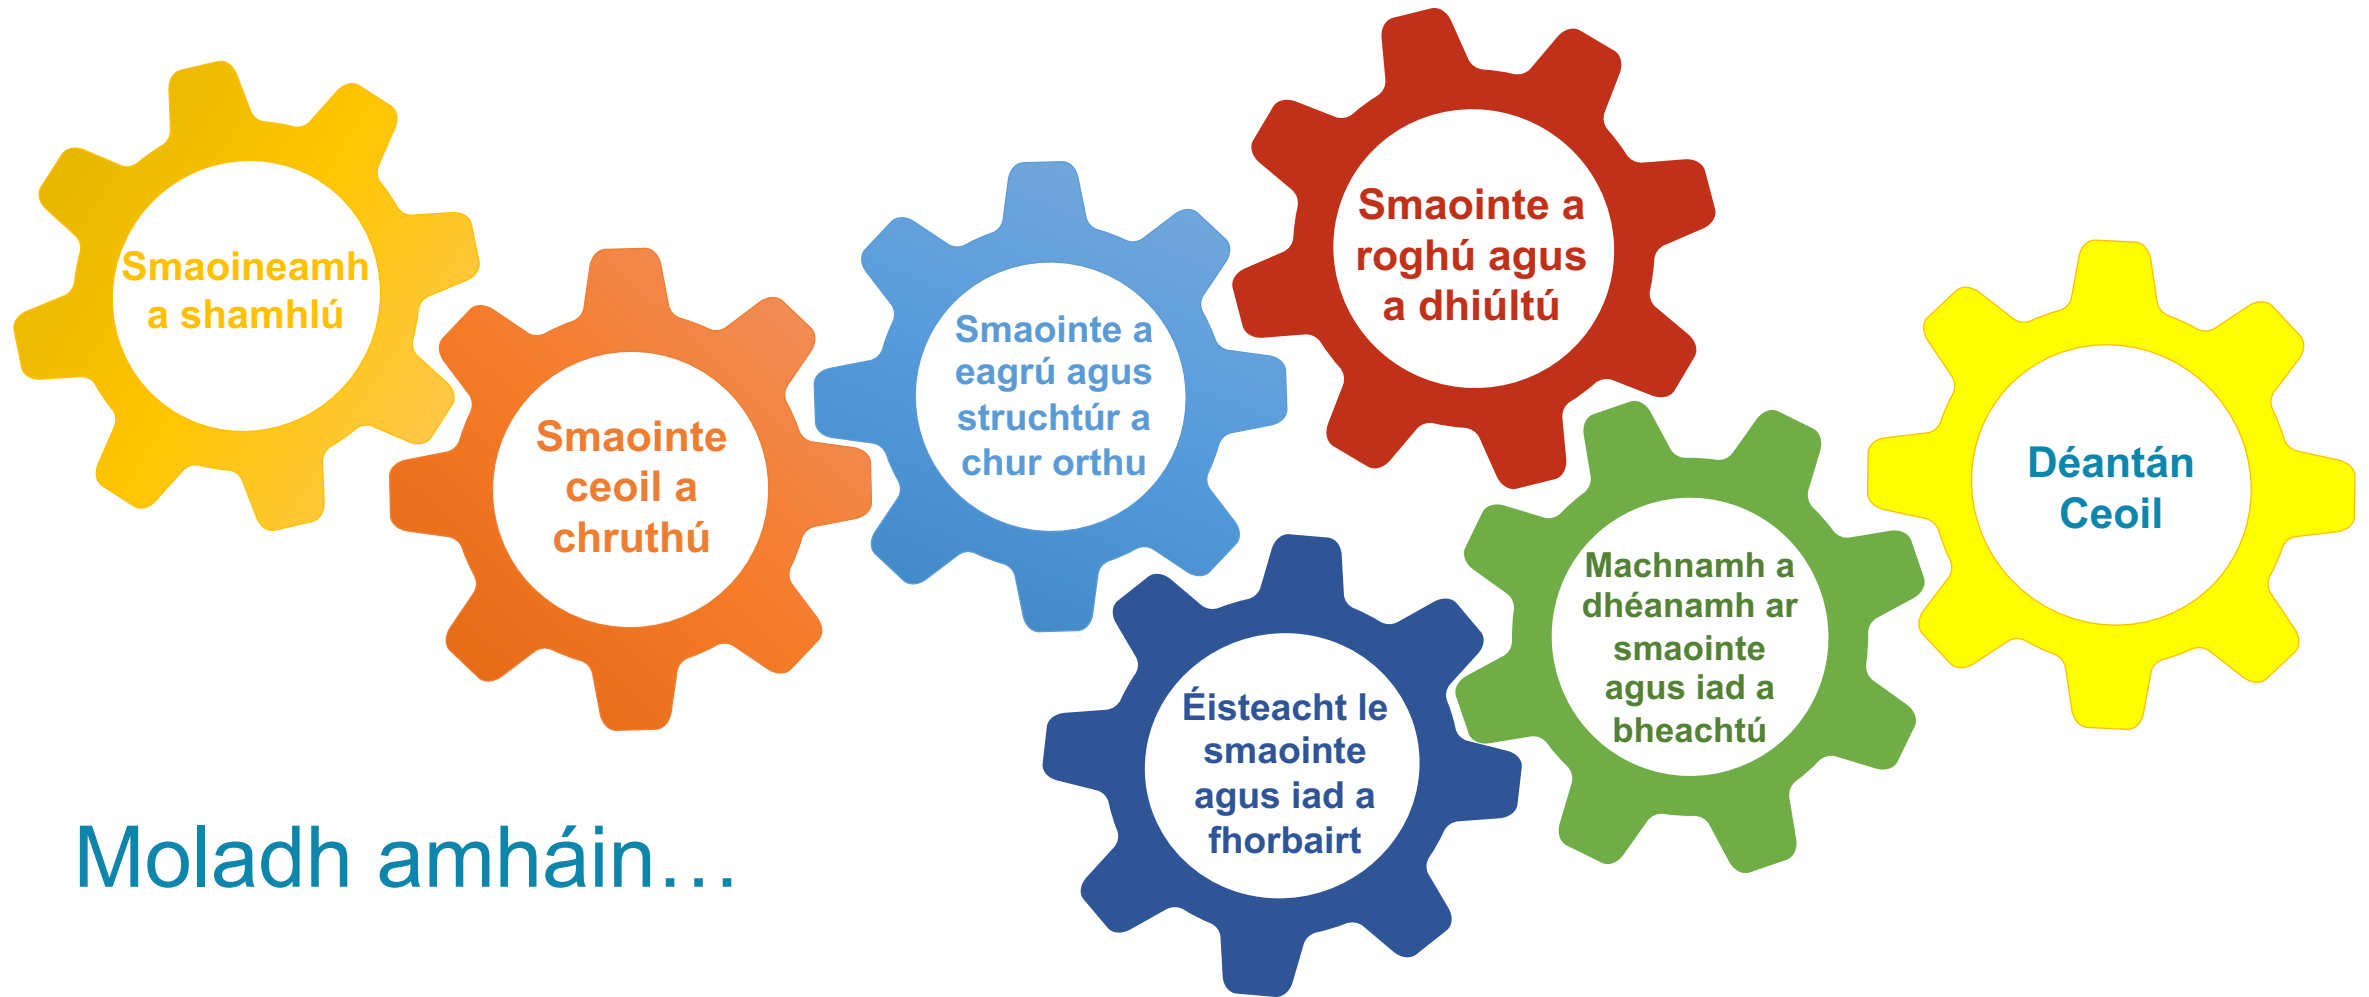 Smaoineamh
a shamhlú
Smaointe
ceoil a
chruthú
Smaointe a
eagrú agus
struchtúr a
chur orthu
Smaointe a
roghú agus
a dhiúltú
Éisteacht le
smaointe
agus iad a
fhorbairt
Machnamh a
dhéanamh ar
smaointe
agus iad a
bheachtú
Déantán
Ceoil
Moladh amháin…